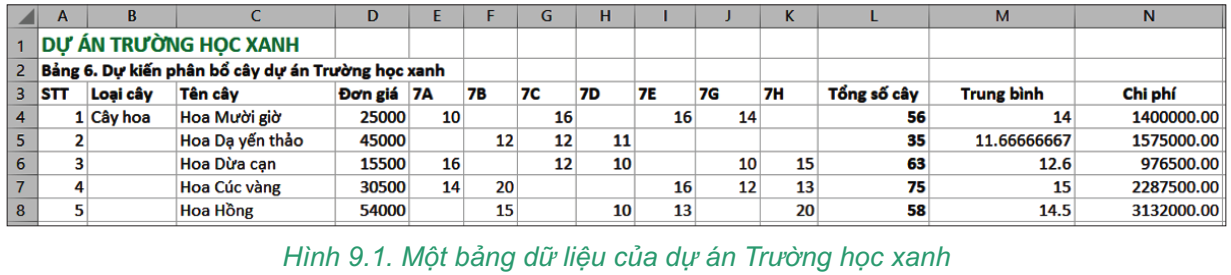 A B C D E F G H I J K L M N
1 DỰ ÁN TRƯỜNG HỌC XANH
2 Bảng 6. Dự kiến phân bổ cây dự án Trường học xanh
3 STT Loại cây Tên cây Đơn giá 7A 7B 7C 7D 7E 7G 7H Tổng số cây Trung bình Chi phí
4 1 Cây hoa Hoa Mười giờ 25000 10 16 16 14 56 14 1400000.00
5 2 Hoa Dạ yến thảo 45000 12 12 11 35 11.66666667 1575000.00
6 3 Hoa Dừa cạn 15500 16 12 10 10 15 63 12.6 976500.00
7 4 Hoa Cúc vàng 30500 14 20 16 12 13 75 15 2287500.00
8 5 Hoa Hồng 54000 15 10 13 20 58 14.5 3132000.00
Hình 9.1. Một bảng dữ liệu của dự án Trường học xanh